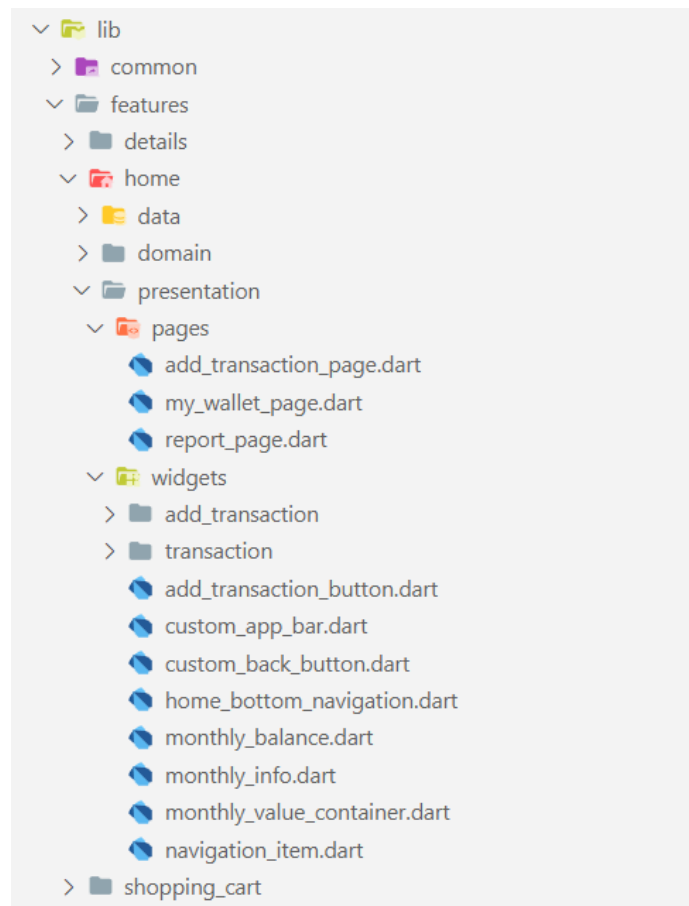 lib
common
features
details
home
data
domain
presentation
pages
add_transaction_page.dart
my_wallet_page.dart
report_page.dart
widgets
add_transaction
transaction
add_transaction_button.dart
custom_app_bar.dart
custom_back_button.dart
home_bottom_navigation.dart
monthly_balance.dart
monthly_info.dart
monthly_value_container.dart
navigation_item.dart
shopping_cart